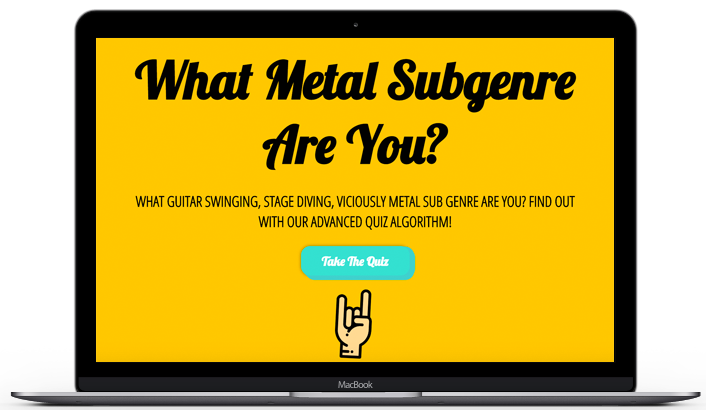 What Metal Subgenre
Are You?
WHAT GUITAR SWINGING, STAGE DIVING, VICIOUSLY METAL SUB GENRE ARE YOU? FIND OUT
WITH OUR ADVANCED QUIZ ALGORITHM!
Take The Quiz
MacBook